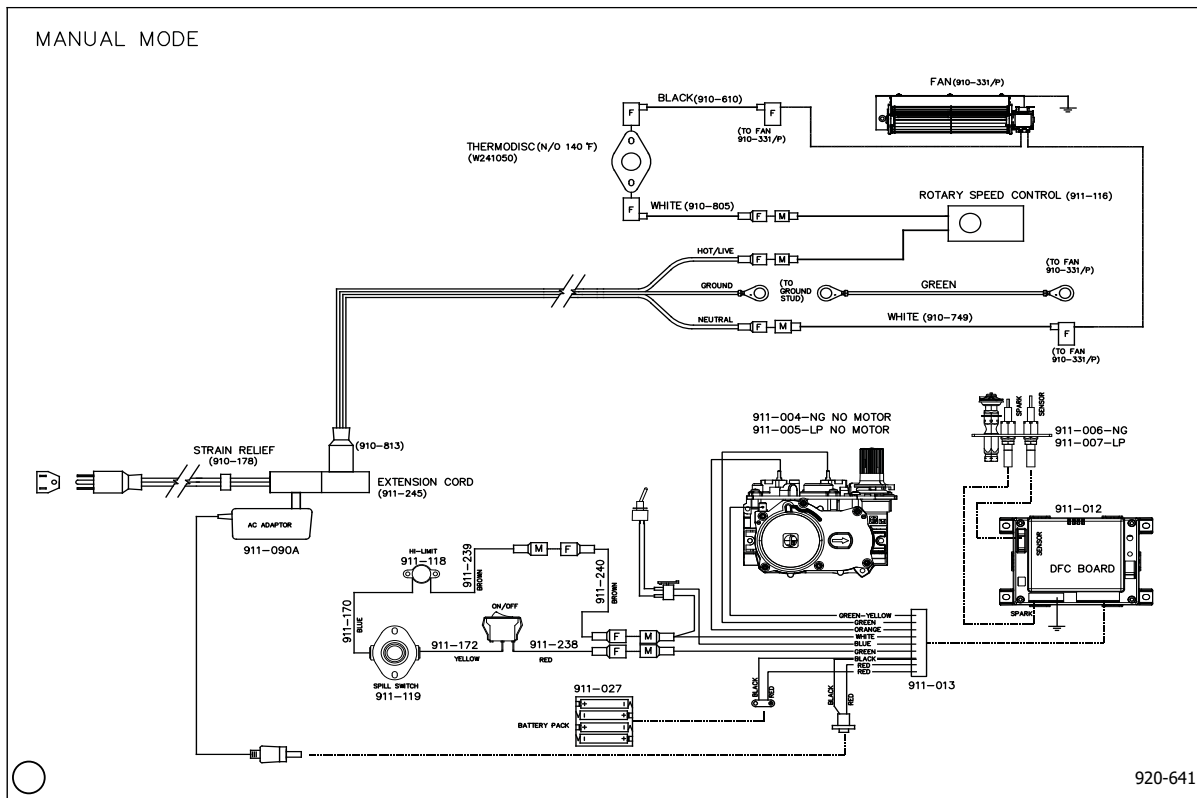 MANUAL MODE
FAN(910-331/P)
BLACK(910-610)
F
F
(TO FAN
910-331/P)
O
THERMODISC(N/O 140 °F)
(W241050)
O
F
WHITE(910-805)
F
M
ROTARY SPEED CONTROL (911-116)
HOT/LIVE
F
M
GROUND
(TO
GROUND
STUD)
GREEN
(TO FAN
910-331/P)
NEUTRAL
F
M
WHITE (910-749)
F
(TO FAN
910-331/P)
STRAIN RELIEF
(910-178)
(910-813)
EXTENSION CORD
(911-245)
AC ADAPTOR
911-090A
911-004-NG NO MOTOR
911-005-LP NO MOTOR
SPARK
SENSOR
911-006-NG
911-007-LP
911-012
SENSOR
DFC BOARD
SPARK
HI-LIMIT
911-118
911-239
BROWN
M
F
911-240
BROWN
911-170
BLUE
ON/OFF
911-172
YELLOW
911-238
RED
F
M
F
M
SPILL SWITCH
911-119
GREEN-YELLOW
GREEN
ORANGE
WHITE
BLUE
GREEN
BLACK
RED
RED
911-013
911-027
BATTERY PACK
+ −
− +
+ −
− +
BLACK
RED
BLACK
RED
920-641